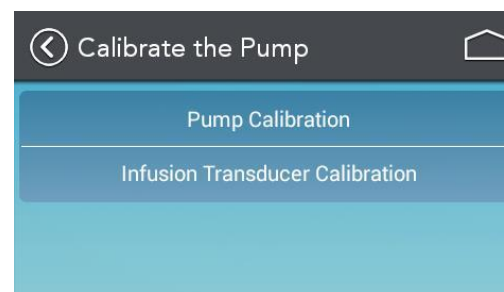 Calibrate the Pump
Pump Calibration
Infusion Transducer Calibration